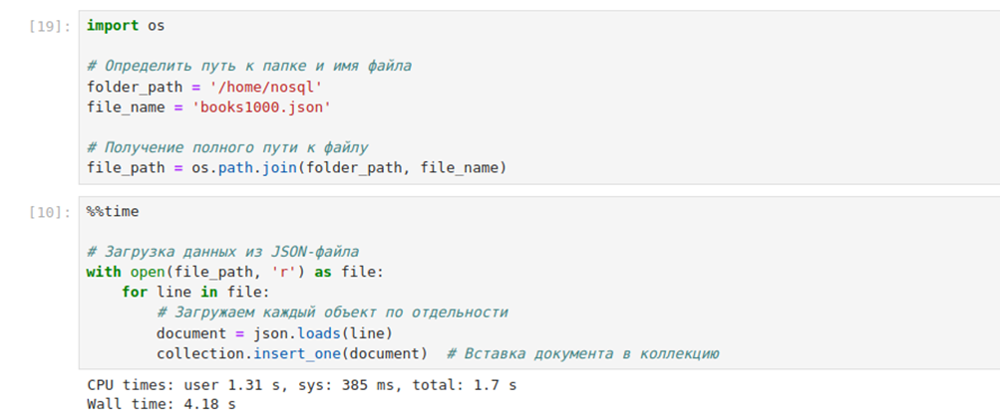 [19]: import os
# Определить путь к папке и имя файла
folder_path = '/home/nosql'
file_name = 'books1000.json'
# Получение полного пути к файлу
file_path = os.path.join(folder_path, file_name)
[10]: %%time
# Загрузка данных из JSON-файла
with open(file_path, 'r') as file:
    for line in file:
        # Загружаем каждый объект по отдельности
        document = json.loads(line)
        collection.insert_one(document)  # Вставка документа в коллекцию
CPU times: user 1.31 s, sys: 385 ms, total: 1.7 s
Wall time: 4.18 s